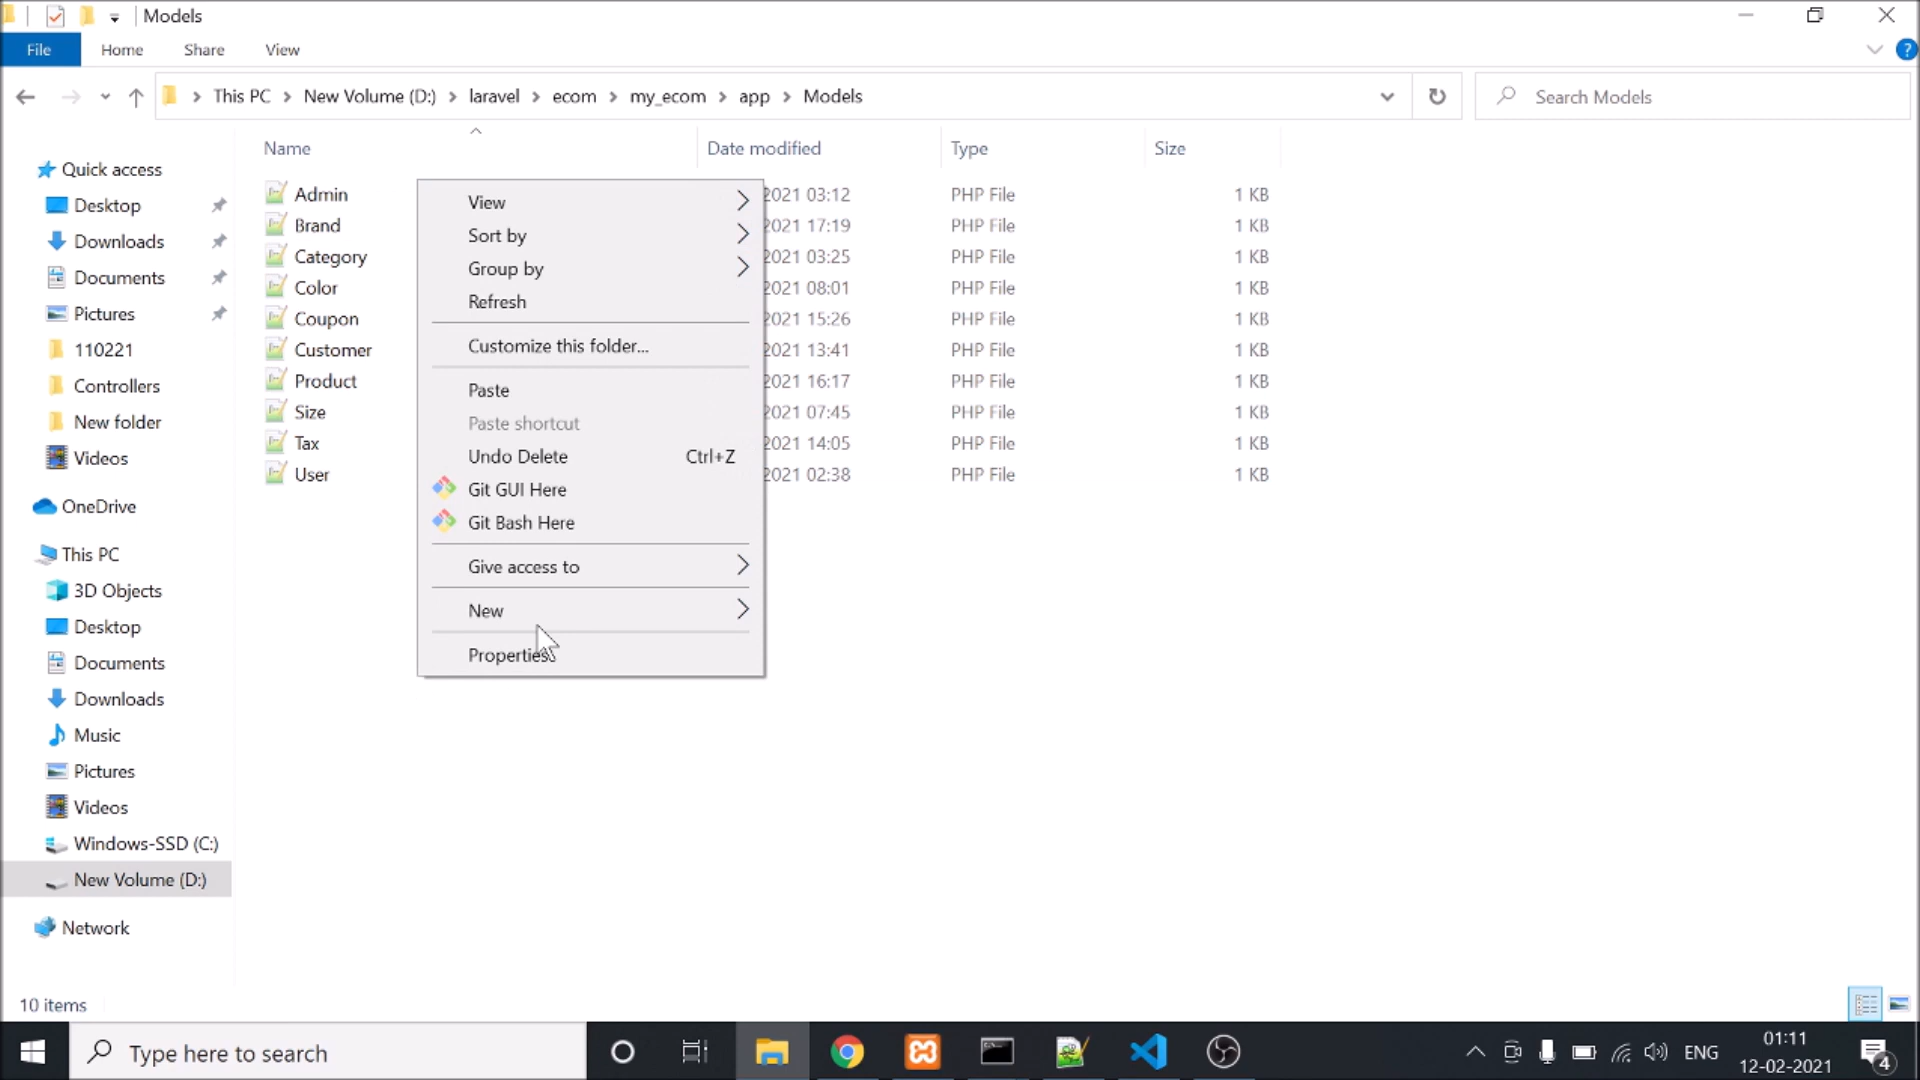 Models
File Home Share View
This PC New Volume (D:) laravel ecom my_ecom app Models
Search Models
Name Date modified Type Size
Quick access
Desktop
Downloads
Documents
Pictures
110221
Controllers
New folder
Videos
OneDrive
This PC
3D Objects
Desktop
Documents
Downloads
Music
Pictures
Videos
Windows-SSD (C:)
New Volume (D:)
Network
Admin 2021 03:12 PHP File 1 KB
Brand 2021 17:19 PHP File 1 KB
Category 2021 03:25 PHP File 1 KB
Color 2021 08:01 PHP File 1 KB
Coupon 2021 15:26 PHP File 1 KB
Customer 2021 13:41 PHP File 1 KB
Product 2021 16:17 PHP File 1 KB
Size 2021 07:45 PHP File 1 KB
Tax 2021 14:05 PHP File 1 KB
User 2021 02:38 PHP File 1 KB
View
Sort by
Group by
Refresh
Customize this folder...
Paste
Paste shortcut
Undo Delete Ctrl+Z
Git GUI Here
Git Bash Here
Give access to
New
Properties
10 items
Type here to search
ENG
01:11
12-02-2021
4